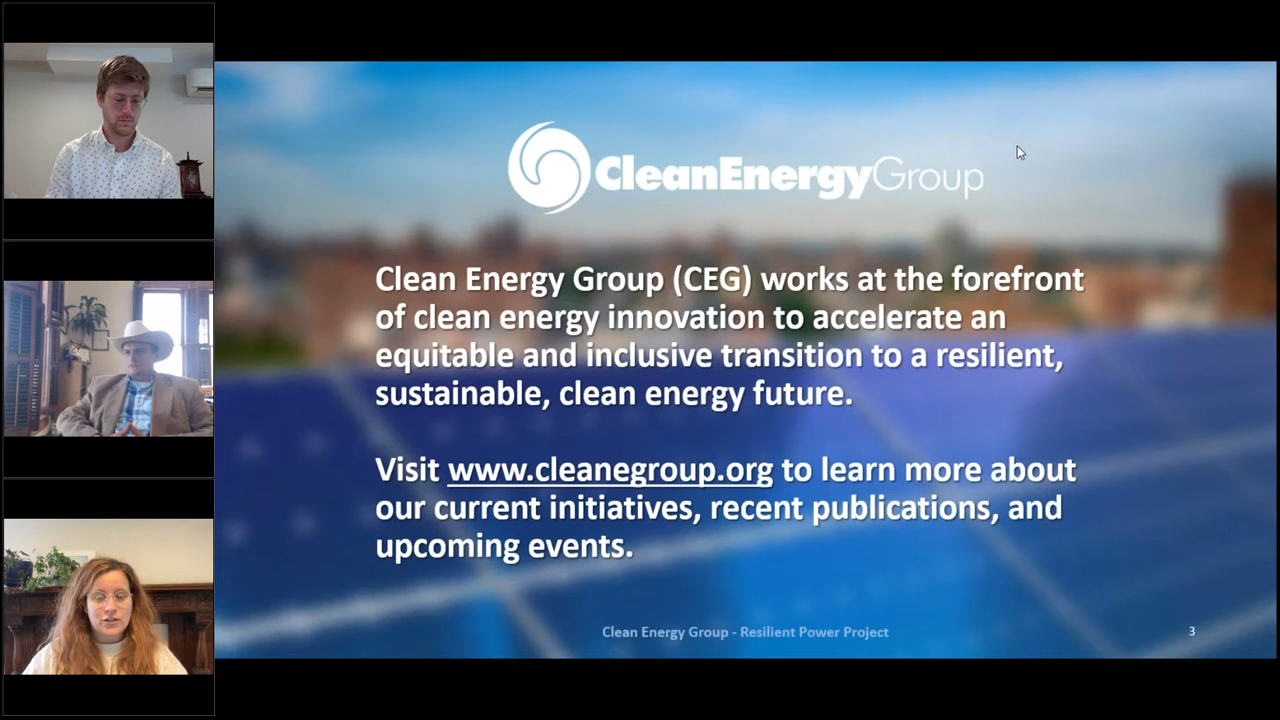 CleanEnergyGroup
Clean Energy Group (CEG) works at the forefront
of clean energy innovation to accelerate an
equitable and inclusive transition to a resilient,
sustainable, clean energy future.
Visit www.cleanegroup.org to learn more about
our current initiatives, recent publications, and
upcoming events.
Clean Energy Group - Resilient Power Project
3